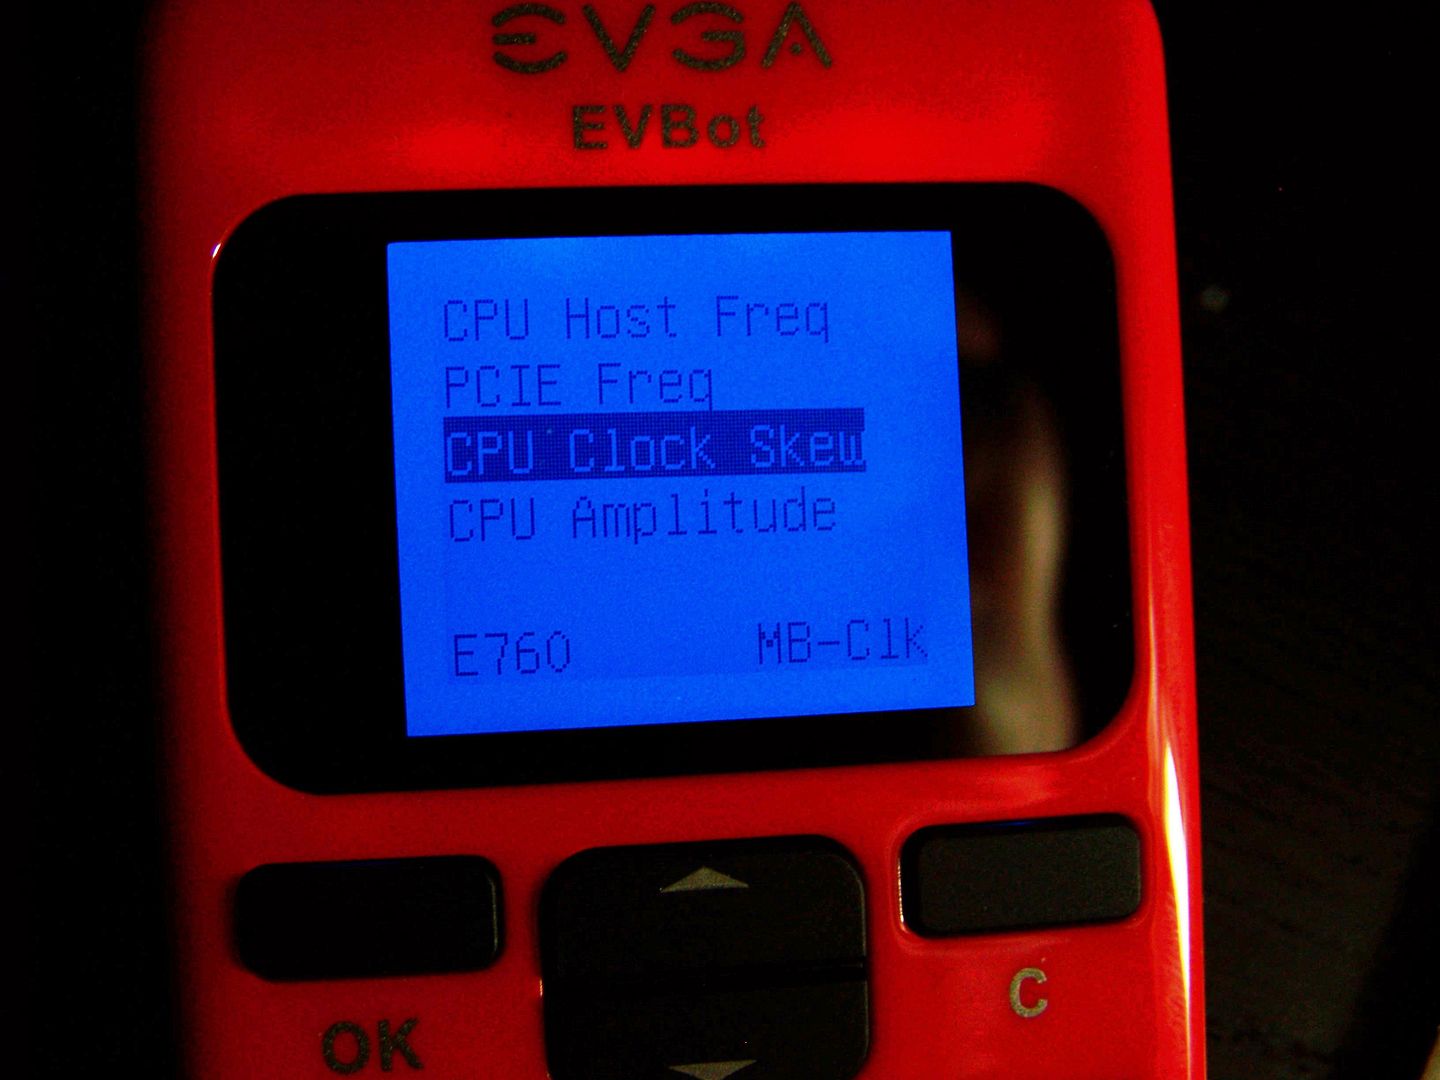 EVGA
EVBot
CPU Host Freq
PCIE Freq
CPU Clock Skew
CPU Amplitude
E760 MB-Clk
OK
C